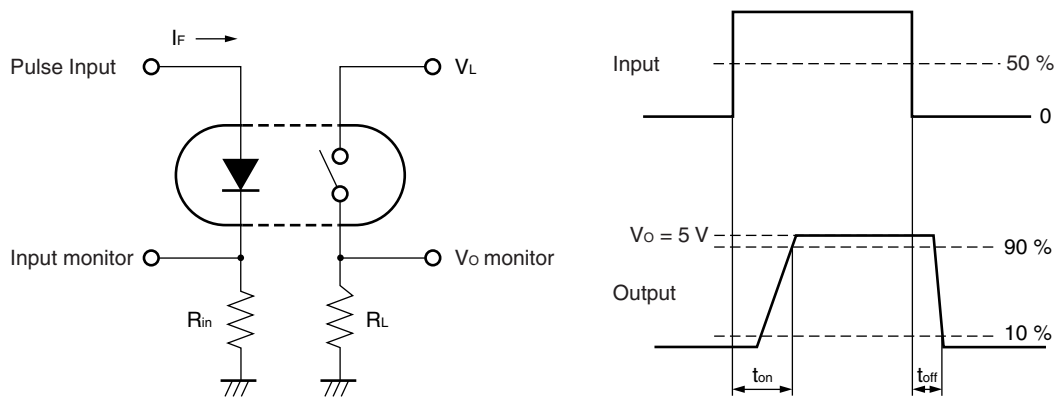 IF
Pulse Input
VL
Input monitor
VO monitor
Rin
RL
Input
50 %
0
VO = 5 V
90 %
Output
10 %
ton
toff